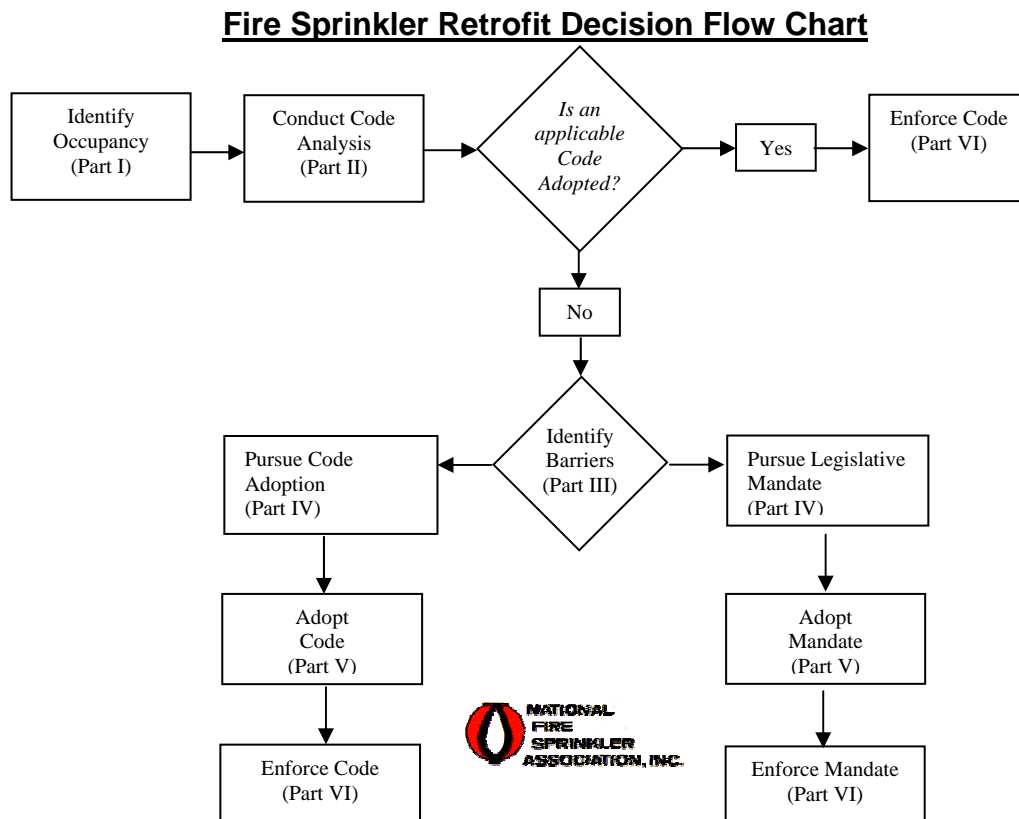 Fire Sprinkler Retrofit Decision Flow Chart
Identify
Occupancy
(Part I)
Conduct Code
Analysis
(Part II)
Is an
applicable
Code
Adopted?
Yes
Enforce Code
(Part VI)
No
Identify
Barriers
(Part III)
Pursue Code
Adoption
(Part IV)
Pursue Legislative
Mandate
(Part IV)
Adopt
Code
(Part V)
Adopt
Mandate
(Part V)
NATIONAL
FIRE
SPRINKLER
ASSOCIATION, INC.
Enforce Code
(Part VI)
Enforce Mandate
(Part VI)